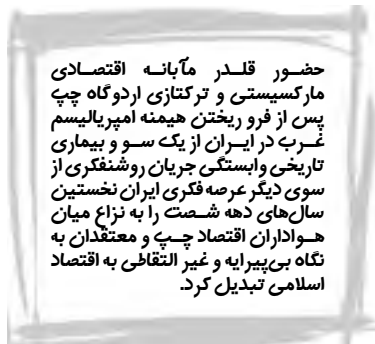 حضور قلدر مآبانه اقتصادی
مارکسیستی و ترکتازی اردوگاه چپ
پس از فرو ریختن هیمنه امپریالیسم
غرب در ایران از یک سو و بیماری
تاریخی وابستگی جریان روشنفکری از
سوی دیگر عرصه فکری ایران نخستین
سال‌های دهه شصت را به نزاع میان
هواداران اقتصاد چپ و معتقدان به
نگاه بی‌پیرایه و غیر التقاطی به اقتصاد
اسلامی تبدیل کرد.